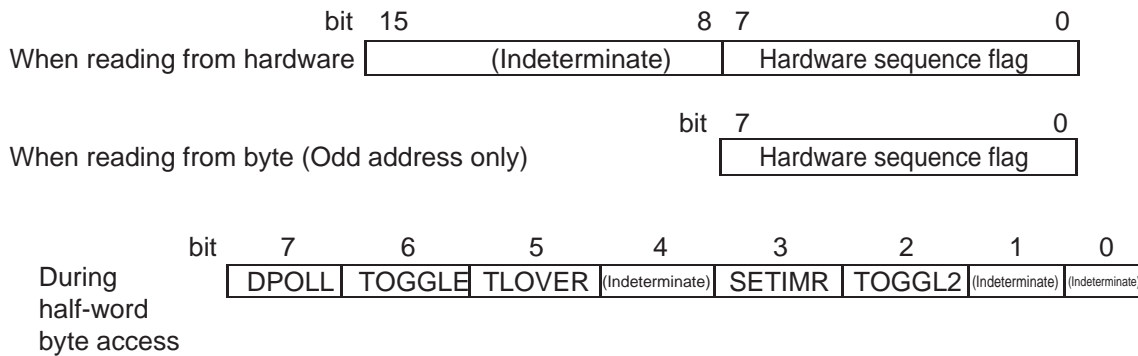 bit 15 8 7 0
When reading from hardware (Indeterminate) Hardware sequence flag
bit 7 0
When reading from byte (Odd address only) Hardware sequence flag
bit 7 6 5 4 3 2 1 0
During DPOLL TOGGLE TLOVER (Indeterminate) SETIMR TOGGL2 (Indeterminate) (Indeterminate)
half-word
byte access